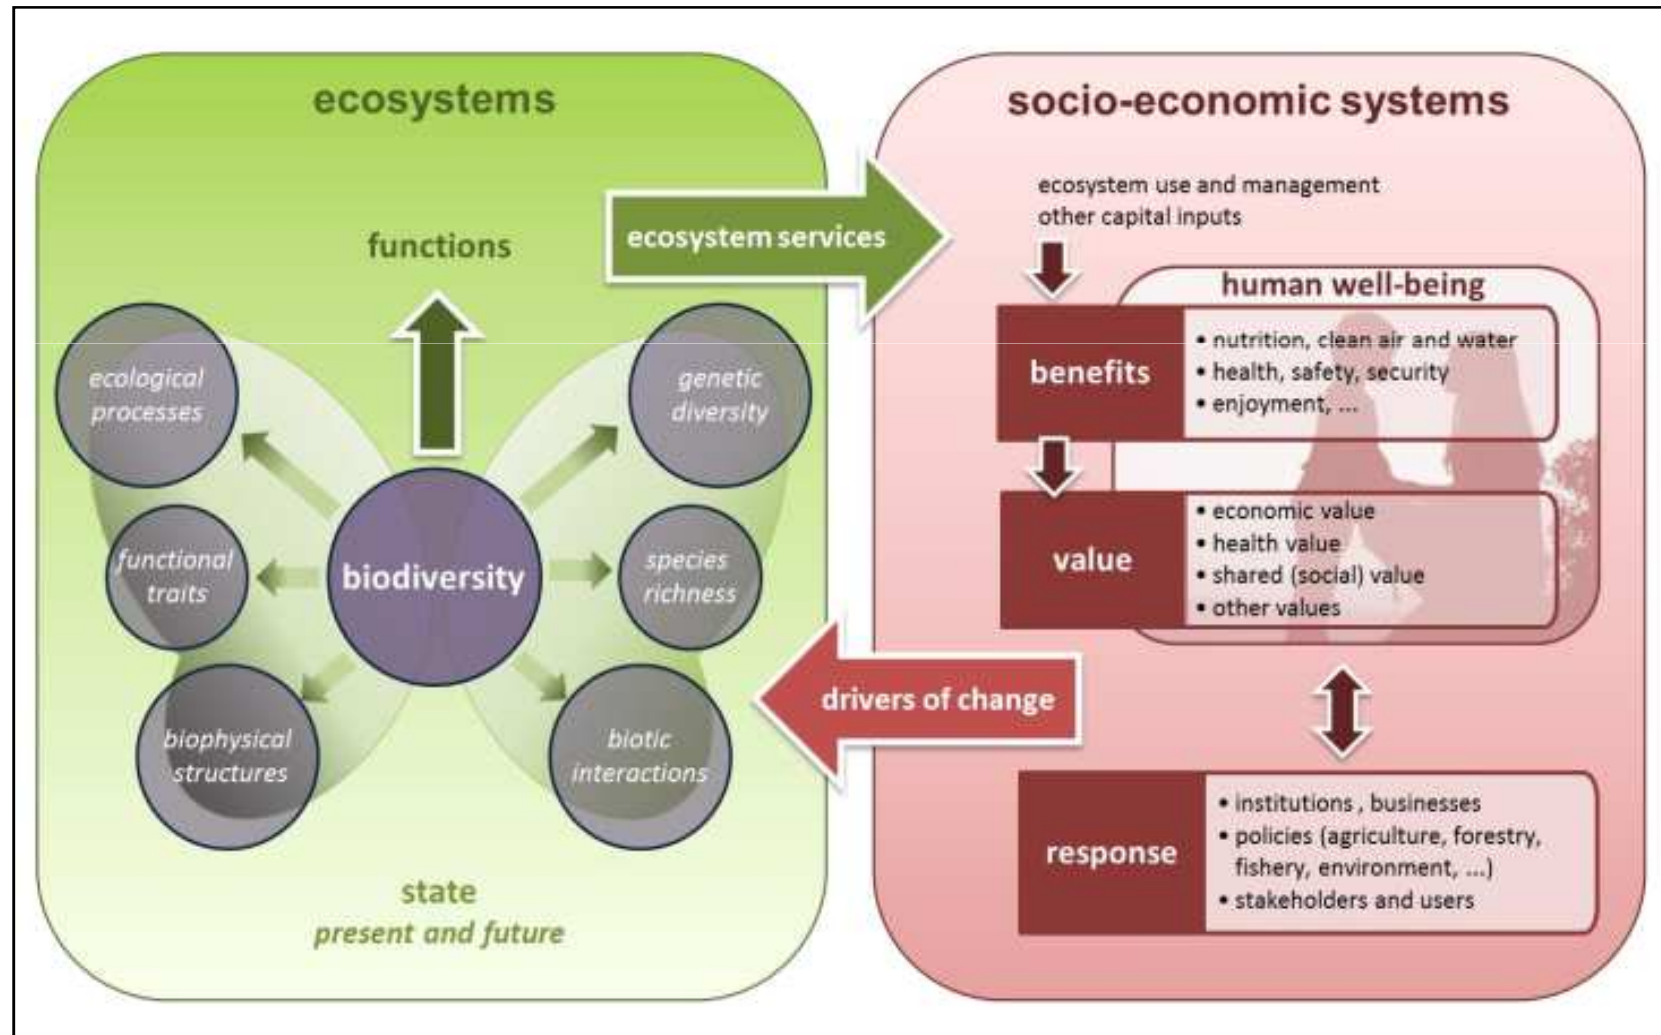 ecosystems
functions
ecosystem services
ecological
processes
genetic
diversity
functional
traits
biodiversity
species
richness
biophysical
structures
biotic
interactions
state
present and future
socio-economic systems
ecosystem use and management
other capital inputs
human well-being
benefits
• nutrition, clean air and water
• health, safety, security
• enjoyment, ...
value
• economic value
• health value
• shared (social) value
• other values
drivers of change
response
• institutions , businesses
• policies (agriculture, forestry,
fishery, environment, ...)
• stakeholders and users